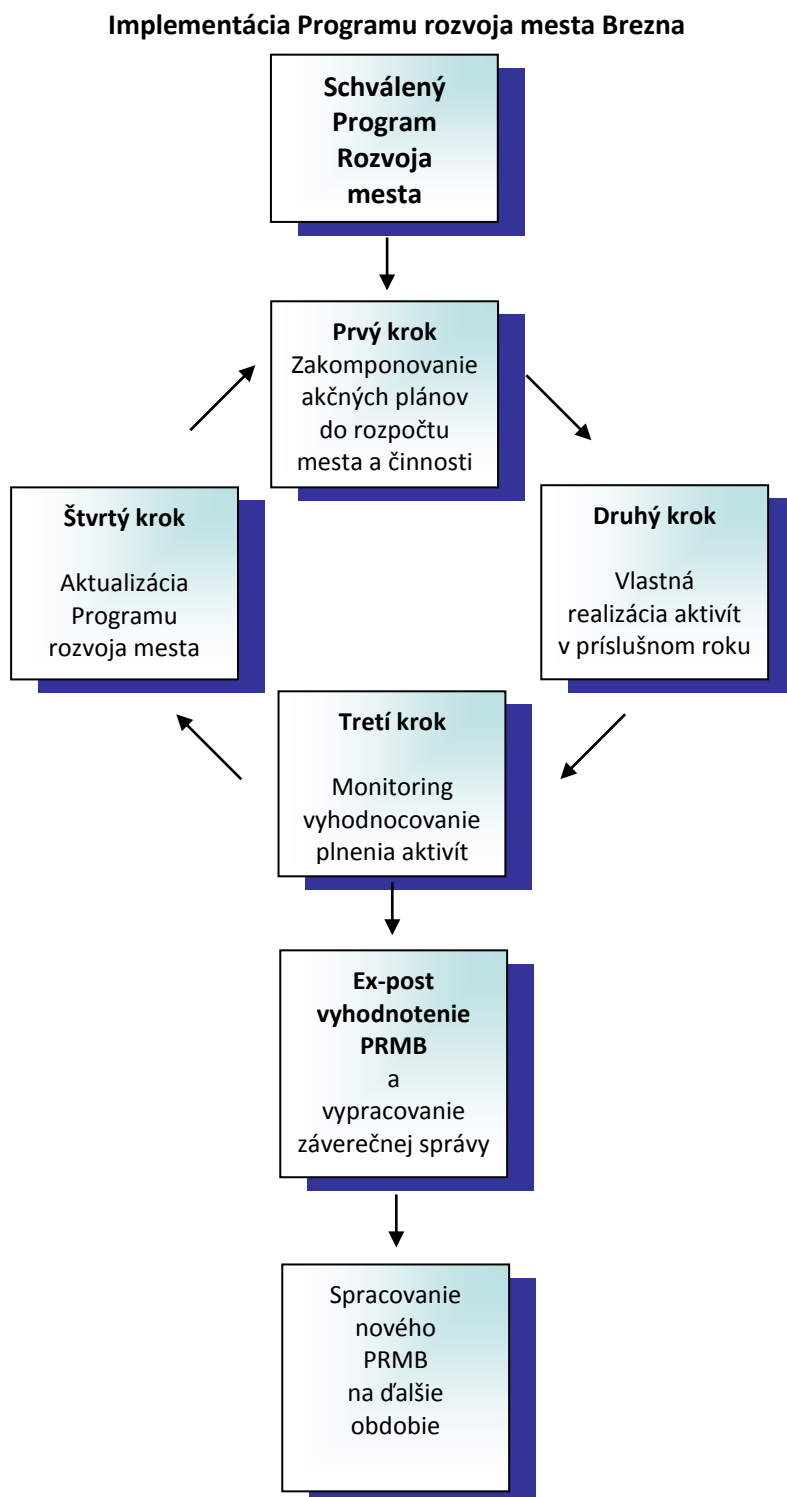 Implementácia Programu rozvoja mesta Brezna
Schválený
Program
Rozvoja
mesta
Prvý krok
Zakomponovanie
akčných plánov
do rozpočtu
mesta a činnosti
Štvrtý krok
Aktualizácia
Programu
rozvoja mesta
Druhý krok
Vlastná
realizácia aktivít
v príslušnom roku
Tretí krok
Monitoring
vyhodnocovanie
plnenia aktivít
Ex-post
vyhodnotenie
PRMB
a
vypracovanie
záverečnej správy
Spracovanie
nového
PRMB
na ďalšie
obdobie